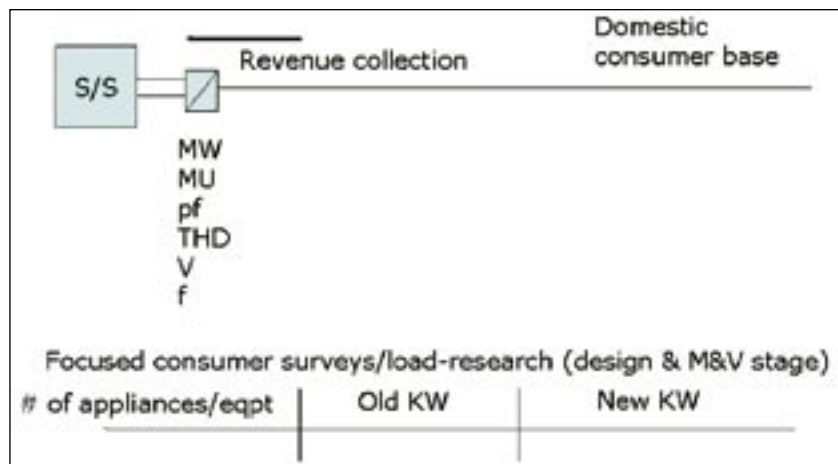 Domestic
consumer base
Revenue collection
S/S
MW
MU
pf
THD
V
f
Focused consumer surveys/load-research (design & M&V stage)
# of appliances/eqpt Old KW New KW